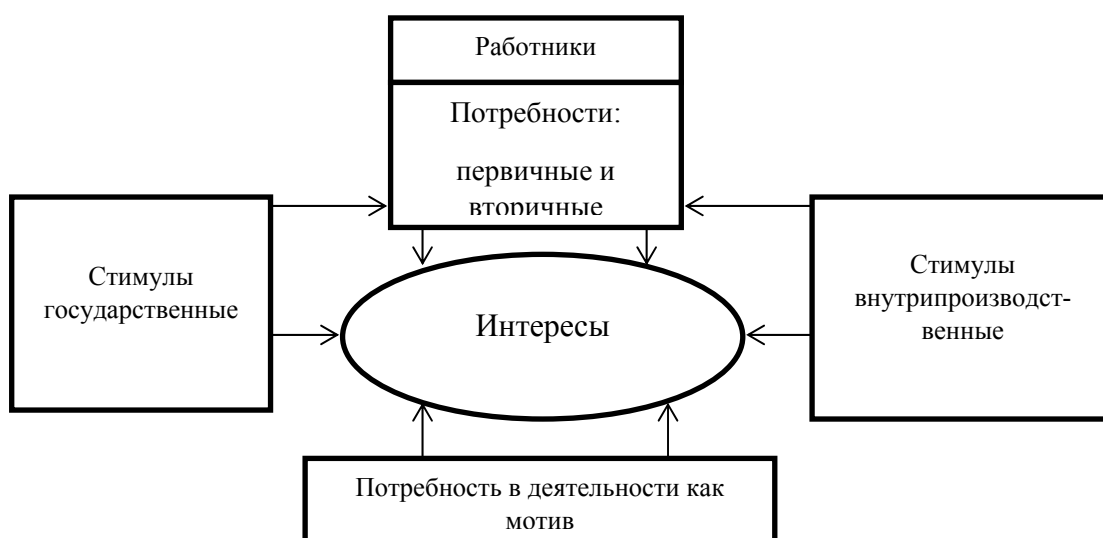 Работники
Потребности:
первичные и
вторичные
Стимулы
государственные
Интересы
Стимулы
внутрипроизводст-
венные
Потребность в деятельности как
мотив